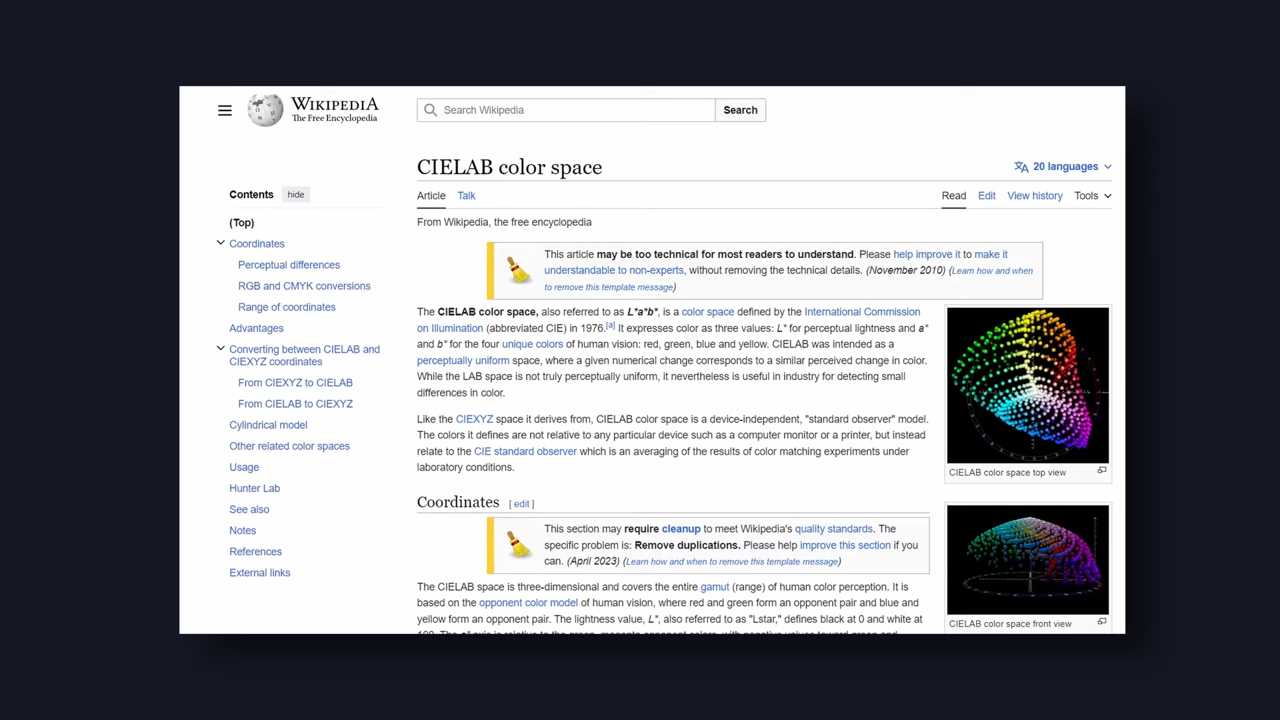 WIKIPEDIA
The Free Encyclopedia
Search Wikipedia
Search
CIELAB color space
20 languages
Contents hide
Article Talk
Read Edit View history Tools
(Top)
Coordinates
Perceptual differences
RGB and CMYK conversions
Range of coordinates
Advantages
Converting between CIELAB and
CIEXYZ coordinates
From CIEXYZ to CIELAB
From CIELAB to CIEXYZ
Cylindrical model
Other related color spaces
Usage
Hunter Lab
See also
Notes
References
External links
From Wikipedia, the free encyclopedia
This article may be too technical for most readers to understand. Please help improve it to make it
understandable to non-experts, without removing the technical details. (November 2010) (Learn how and when
to remove this template message)
The CIELAB color space, also referred to as L*a*b*, is a color space defined by the International Commission
on Illumination (abbreviated CIE) in 1976.[a] It expresses color as three values: L* for perceptual lightness and a*
and b* for the four unique colors of human vision: red, green, blue and yellow. CIELAB was intended as a
perceptually uniform space, where a given numerical change corresponds to a similar perceived change in color.
While the LAB space is not truly perceptually uniform, it nevertheless is useful in industry for detecting small
differences in color.
Like the CIEXYZ space it derives from, CIELAB color space is a device-independent, "standard observer" model.
The colors it defines are not relative to any particular device such as a computer monitor or a printer, but instead
relate to the CIE standard observer which is an averaging of the results of color matching experiments under
laboratory conditions.
CIELAB color space top view
Coordinates [ edit ]
This section may require cleanup to meet Wikipedia's quality standards. The
specific problem is: Remove duplications. Please help improve this section if you
can. (April 2023) (Learn how and when to remove this template message)
The CIELAB space is three-dimensional and covers the entire gamut (range) of human color perception. It is
based on the opponent color model of human vision, where red and green form an opponent pair and blue and
yellow form an opponent pair. The lightness value, L*, also referred to as "Lstar," defines black at 0 and white at
CIELAB color space front view